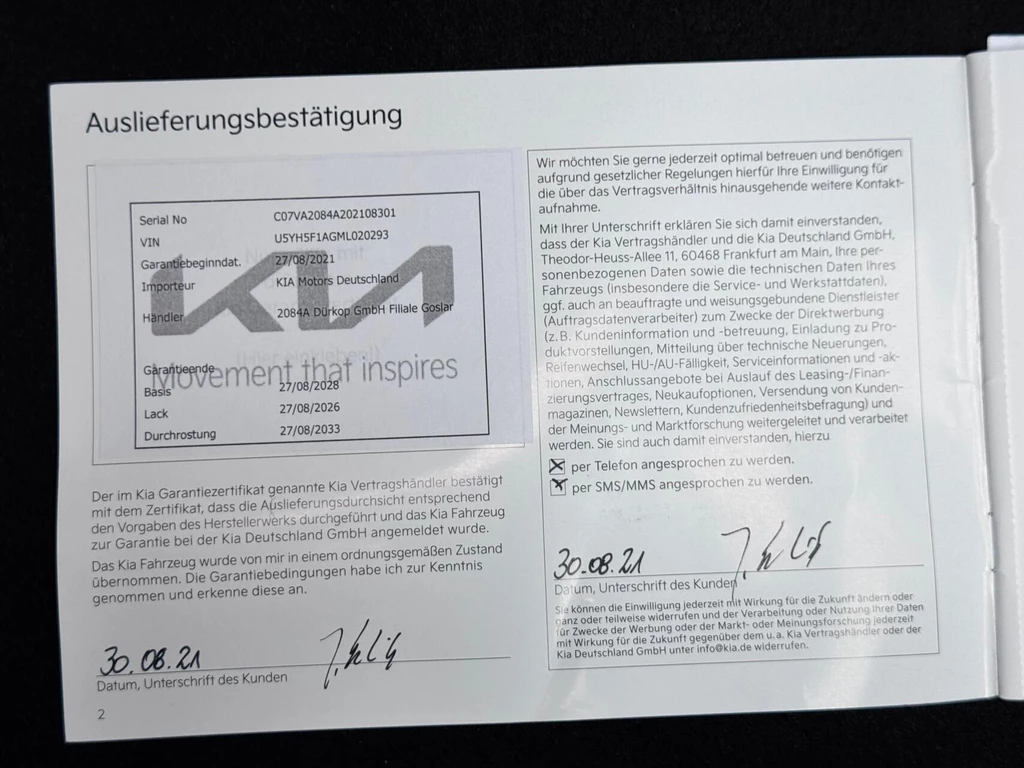 Auslieferungsbestätigung
Serial No C07VA2084A202108301
VIN U5YH5F1AGML020293
Garantiebeginndat. 27/08/2021
Importeur KIA Motors Deutschland
Händler 2084A Dürkop GmbH Filiale Goslar
KIA
Movement that inspires
Garantieende
Basis 27/08/2028
Lack 27/08/2026
Durchrostung 27/08/2033
Der im Kia Garantiezertifikat genannte Kia Vertragshändler bestätigt
mit dem Zertifikat, dass die Auslieferungsdurchsicht entsprechend
den Vorgaben des Herstellerwerks durchgeführt und das Kia Fahrzeug
zur Garantie bei der Kia Deutschland GmbH angemeldet wurde.
Das Kia Fahrzeug wurde von mir in einem ordnungsgemäßen Zustand
übernommen. Die Garantiebedingungen habe ich zur Kenntnis
genommen und erkenne diese an.
30.08.21
Datum, Unterschrift des Kunden
2
Wir möchten Sie gerne jederzeit optimal betreuen und benötigen
aufgrund gesetzlicher Regelungen hierfür Ihre Einwilligung für
die über das Vertragsverhältnis hinausgehende weitere Kontakt-
aufnahme.
Mit Ihrer Unterschrift erklären Sie sich damit einverstanden,
dass der Kia Vertragshändler und die Kia Deutschland GmbH,
Theodor-Heuss-Allee 11, 60468 Frankfurt am Main, Ihre per-
sonenbezogenen Daten sowie die technischen Daten Ihres
Fahrzeugs (insbesondere die Service- und Werkstattdaten),
ggf. auch an beauftragte und weisungsgebundene Dienstleister
(Auftragsdatenverarbeiter) zum Zwecke der Direktwerbung
(z. B. Kundeninformation und -betreuung, Einladung zu Pro-
duktvorstellungen, Mitteilung über technische Neuerungen,
Reifenwechsel, HU-/AU-Fälligkeit, Serviceinformationen und -ak-
tionen, Anschlussangebote bei Auslauf des Leasing-/Finan-
zierungsvertrages, Neukaufoptionen, Versendung von Kunden-
magazinen, Newslettern, Kundenzufriedenheitsbefragung) und
der Meinungs- und Marktforschung weitergeleitet und verarbeitet
werden. Sie sind auch damit einverstanden, hierzu
per Telefon angesprochen zu werden.
per SMS/MMS angesprochen zu werden.
30.08.21
Datum, Unterschrift des Kunden
Sie können die Einwilligung jederzeit mit Wirkung für die Zukunft ändern oder
ganz oder teilweise widerrufen und der Verarbeitung oder Nutzung Ihrer Daten
für Zwecke der Werbung oder der Markt- oder Meinungsforschung jederzeit
mit Wirkung für die Zukunft gegenüber dem u. a. Kia Vertragshändler oder der
Kia Deutschland GmbH unter info@kia.de widerrufen.